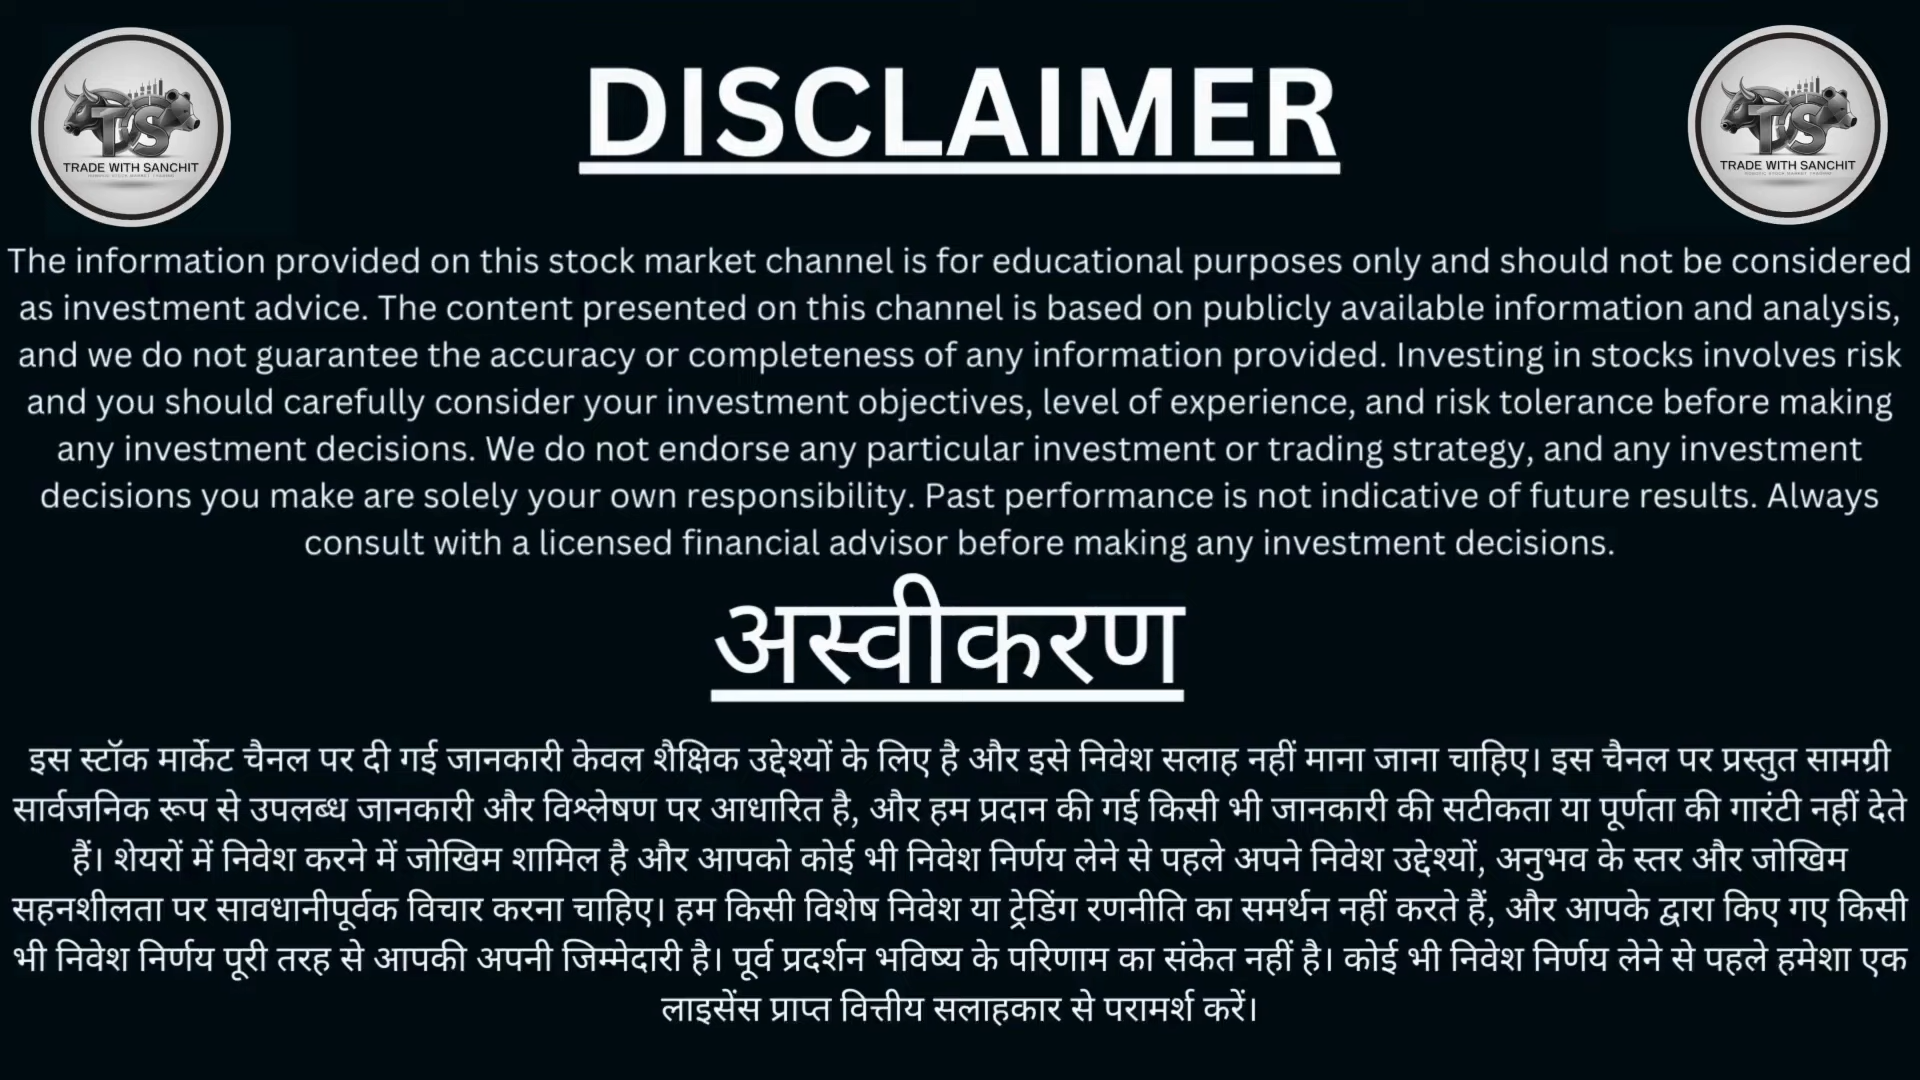 DISCLAIMER
TRADE WITH SANCHIT
TRADE WITH SANCHIT
The information provided on this stock market channel is for educational purposes only and should not be considered
as investment advice. The content presented on this channel is based on publicly available information and analysis,
and we do not guarantee the accuracy or completeness of any information provided. Investing in stocks involves risk
and you should carefully consider your investment objectives, level of experience, and risk tolerance before making
any investment decisions. We do not endorse any particular investment or trading strategy, and any investment
decisions you make are solely your own responsibility. Past performance is not indicative of future results. Always
consult with a licensed financial advisor before making any investment decisions.
अस्वीकरण
इस स्टॉक मार्केट चैनल पर दी गई जानकारी केवल शैक्षिक उद्देश्यों के लिए है और इसे निवेश सलाह नहीं माना जाना चाहिए। इस चैनल पर प्रस्तुत सामग्री
सार्वजनिक रूप से उपलब्ध जानकारी और विश्लेषण पर आधारित है, और हम प्रदान की गई किसी भी जानकारी की सटीकता या पूर्णता की गारंटी नहीं देते
हैं। शेयरों में निवेश करने में जोखिम शामिल है और आपको कोई भी निवेश निर्णय लेने से पहले अपने निवेश उद्देश्यों, अनुभव के स्तर और जोखिम
सहनशीलता पर सावधानीपूर्वक विचार करना चाहिए। हम किसी विशेष निवेश या ट्रेडिंग रणनीति का समर्थन नहीं करते हैं, और आपके द्वारा किए गए किसी
भी निवेश निर्णय पूरी तरह से आपकी अपनी जिम्मेदारी है। पूर्व प्रदर्शन भविष्य के परिणाम का संकेत नहीं है। कोई भी निवेश निर्णय लेने से पहले हमेशा एक
लाइसेंस प्राप्त वित्तीय सलाहकार से परामर्श करें।